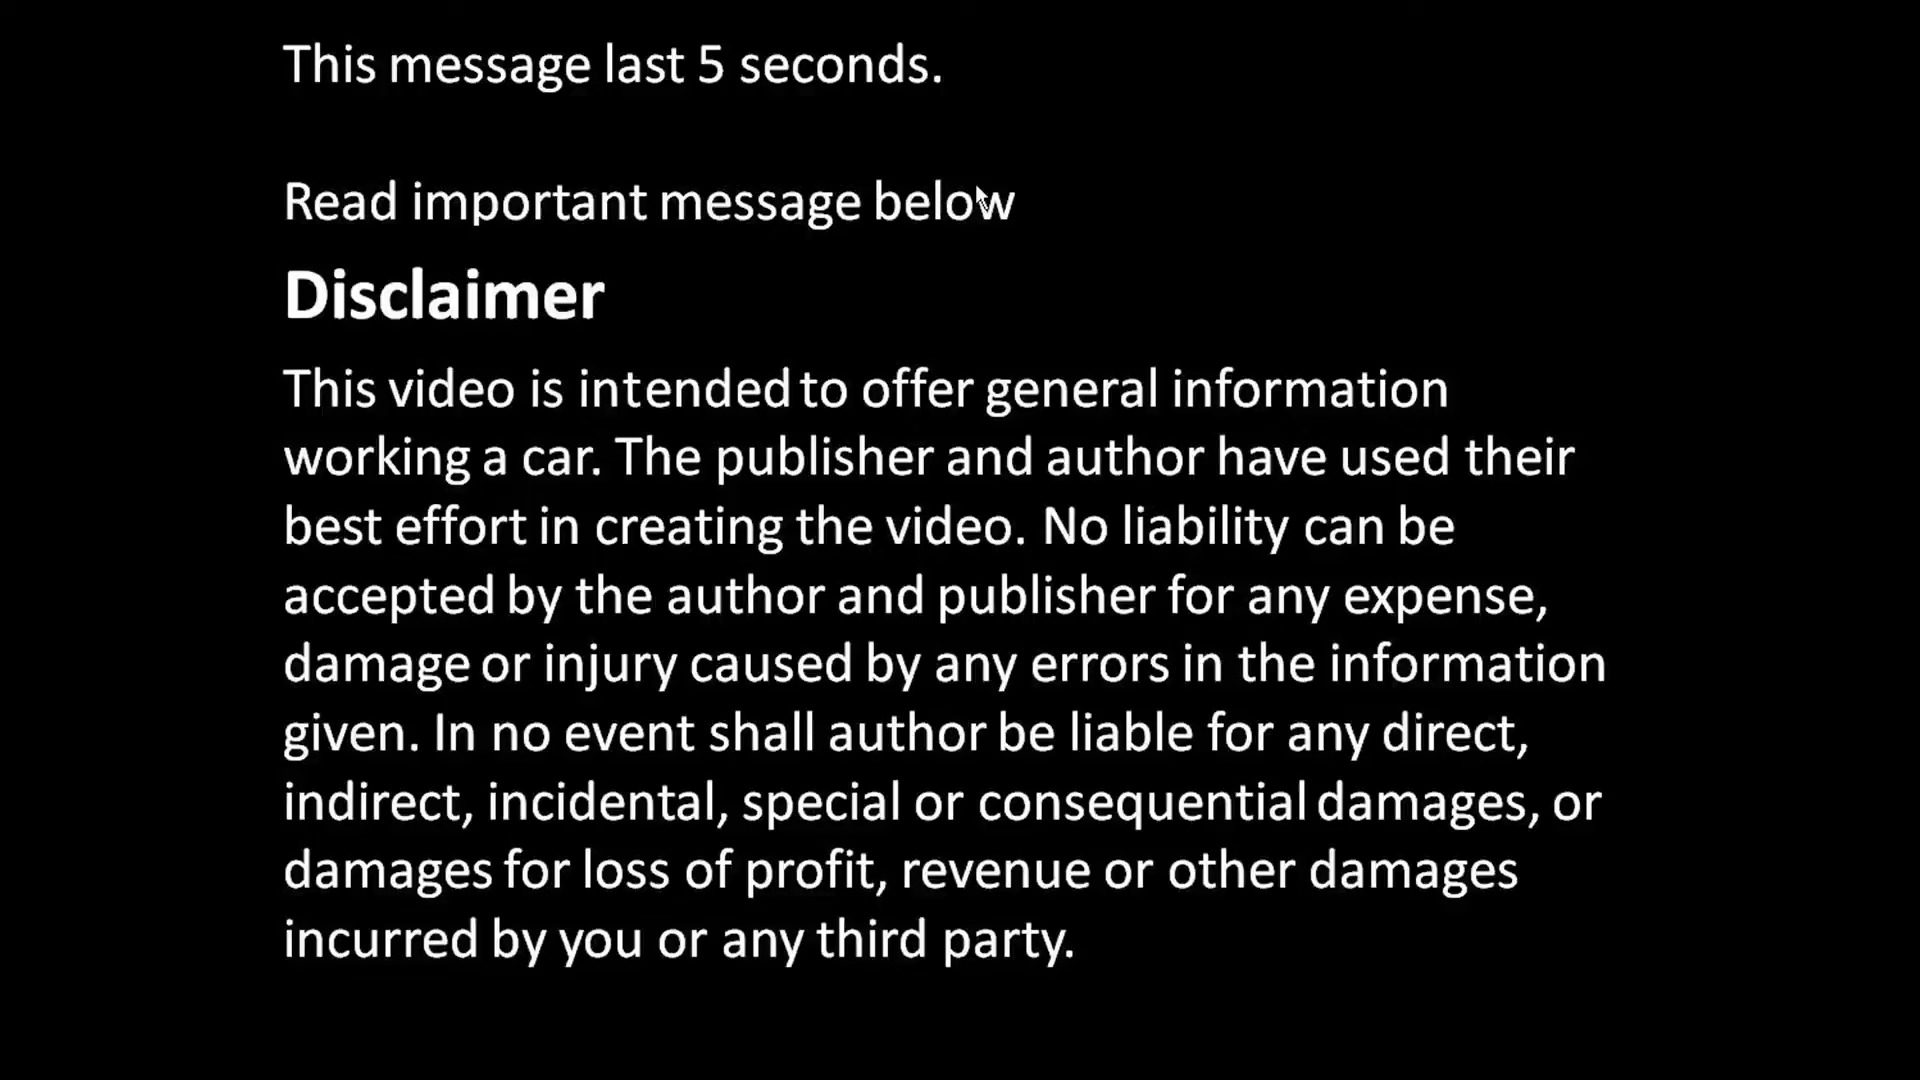 This message last 5 seconds.
Read important message below
Disclaimer
This video is intended to offer general information
working a car. The publisher and author have used their
best effort in creating the video. No liability can be
accepted by the author and publisher for any expense,
damage or injury caused by any errors in the information
given. In no event shall author be liable for any direct,
indirect, incidental, special or consequential damages, or
damages for loss of profit, revenue or other damages
incurred by you or any third party.